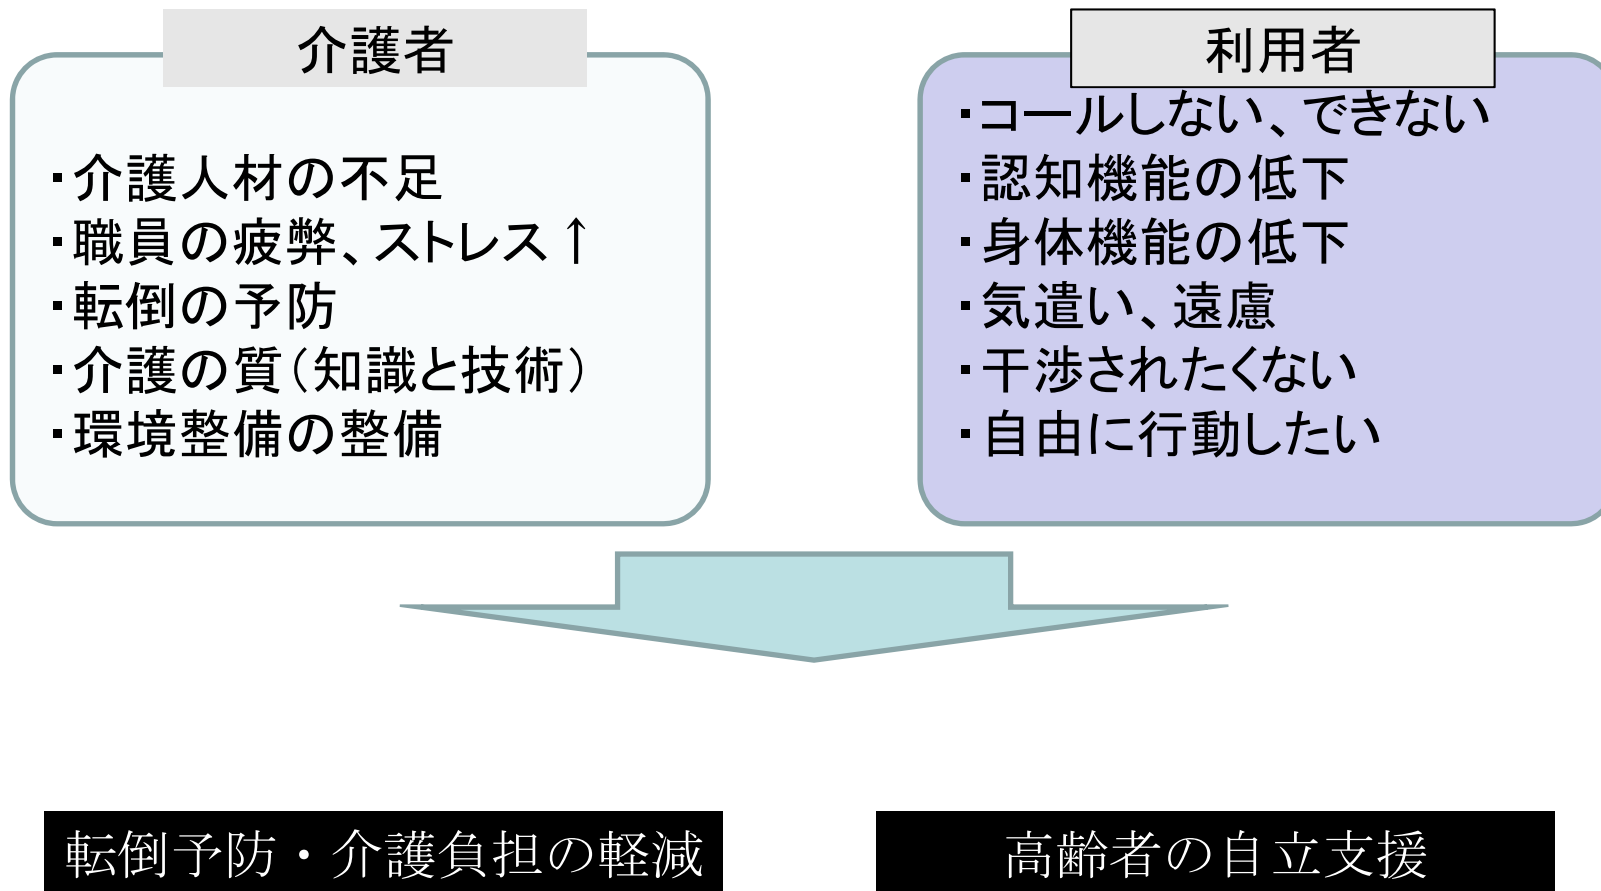 介護者
・介護人材の不足
・職員の疲弊、ストレス↑
・転倒の予防
・介護の質（知識と技術）
・環境整備の整備
利用者
・コールしない、できない
・認知機能の低下
・身体機能の低下
・気遣い、遠慮
・干渉されたくない
・自由に行動したい
転倒予防・介護負担の軽減
高齢者の自立支援